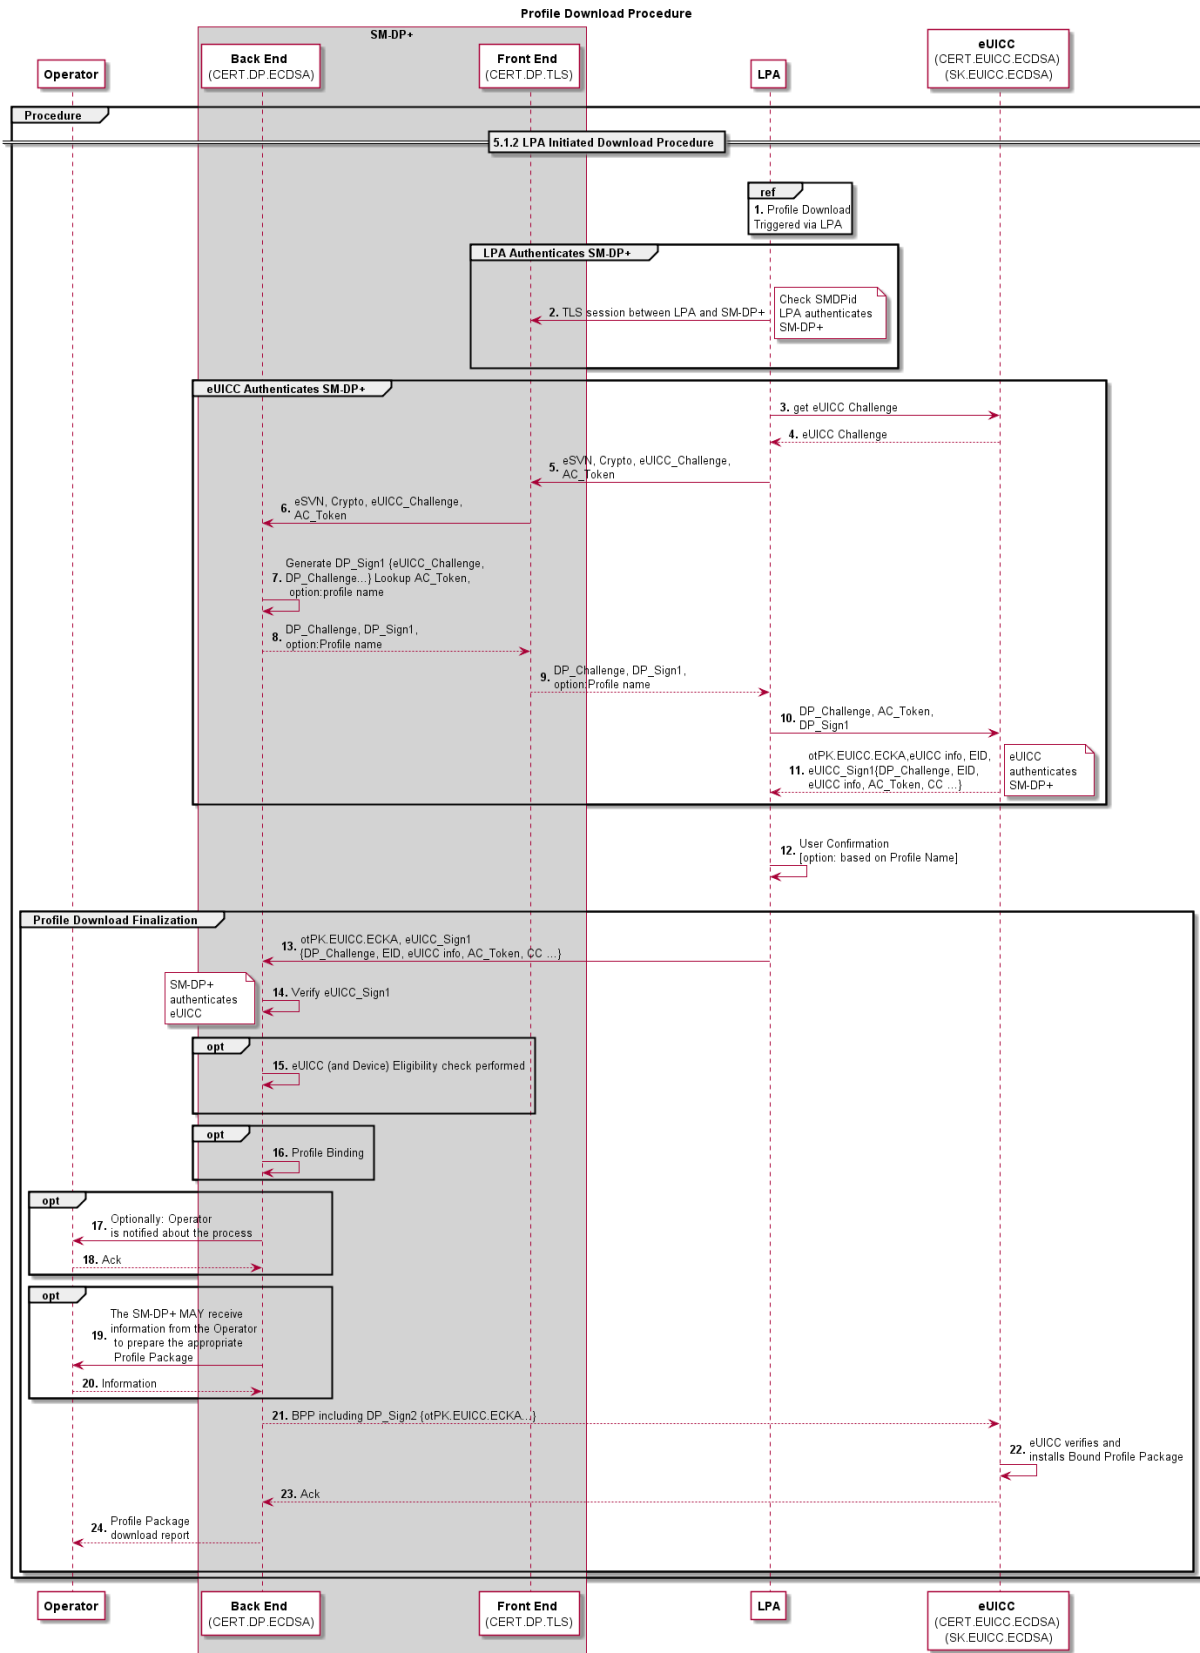 Profile Download Procedure
SM-DP+
Operator
Back End
(CERT.DP.ECDSA)
Front End
(CERT.DP.TLS)
LPA
eUICC
(CERT.EUICC.ECDSA)
(SK.EUICC.ECDSA)
Procedure
5.1.2 LPA Initiated Download Procedure
ref
1. Profile Download
Triggered via LPA
LPA Authenticates SM-DP+
2. TLS session between LPA and SM-DP+
Check SMDPid
LPA authenticates
SM-DP+
eUICC Authenticates SM-DP+
3. get eUICC Challenge
4. eUICC Challenge
5. eSVN, Crypto, eUICC_Challenge,
AC_Token
6. eSVN, Crypto, eUICC_Challenge,
AC_Token
Generate DP_Sign1 {eUICC_Challenge,
7. DP_Challenge...} Lookup AC_Token,
option:profile name
8. DP_Challenge, DP_Sign1,
option:Profile name
9. DP_Challenge, DP_Sign1,
option:Profile name
10. DP_Challenge, AC_Token,
DP_Sign1
otPK.EUICC.ECKA,eUICC info, EID,
11. eUICC_Sign1{DP_Challenge, EID,
eUICC info, AC_Token, CC ...}
eUICC
authenticates
SM-DP+
12. User Confirmation
[option: based on Profile Name]
Profile Download Finalization
13. otPK.EUICC.ECKA, eUICC_Sign1
{DP_Challenge, EID, eUICC info, AC_Token, CC ...}
SM-DP+
authenticates
eUICC
14. Verify eUICC_Sign1
opt
15. eUICC (and Device) Eligibility check performed
opt
16. Profile Binding
opt
17. Optionally: Operator
is notified about the process
18. Ack
opt
The SM-DP+ MAY receive
information from the Operator
19. to prepare the appropriate
Profile Package
20. Information
21. BPP including DP_Sign2 {otPK.EUICC.ECKA...}
22. eUICC verifies and
installs Bound Profile Package
23. Ack
24. Profile Package
download report
Operator
Back End
(CERT.DP.ECDSA)
Front End
(CERT.DP.TLS)
LPA
eUICC
(CERT.EUICC.ECDSA)
(SK.EUICC.ECDSA)